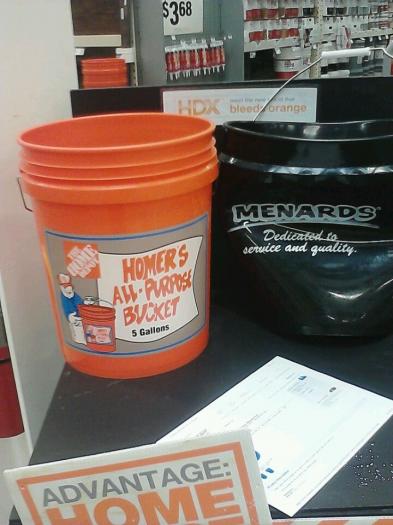 $3 68
HDX
bleeds orange
THE HOME DEPOT
HOMER'S
ALL-PURPOSE
BUCKET
5 Gallons
MENARDS
Dedicated to
service and quality.
ADVANTAGE:
HOME